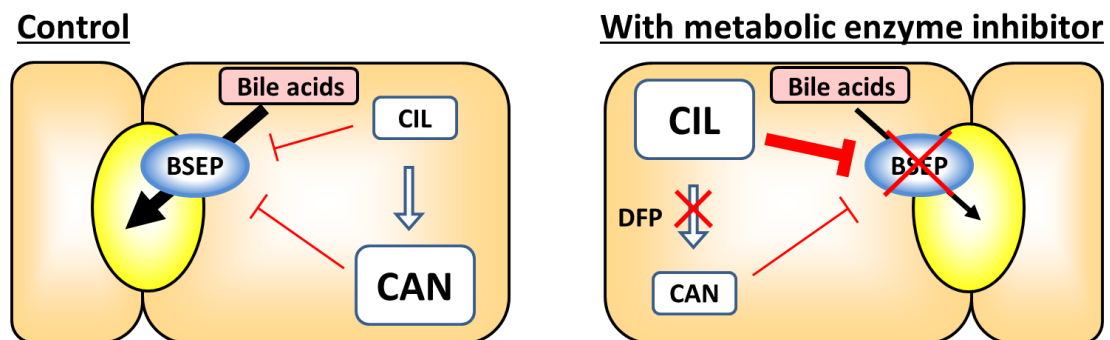 Control
Bile acids
CIL
BSEP
CAN
With metabolic enzyme inhibitor
Bile acids
CIL
BSEP
DFP
CAN